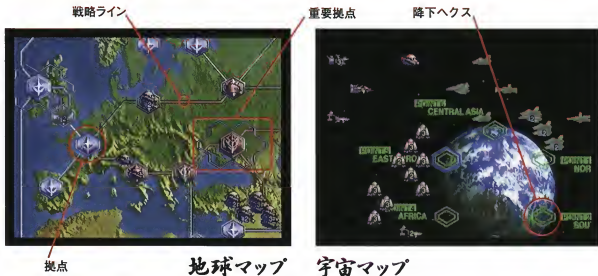 戦略ライン
重要拠点
降下ヘクス
CENTRAL ASIA
AFRICA
NOR
SOU
拠点
地球マップ
宇宙マップ